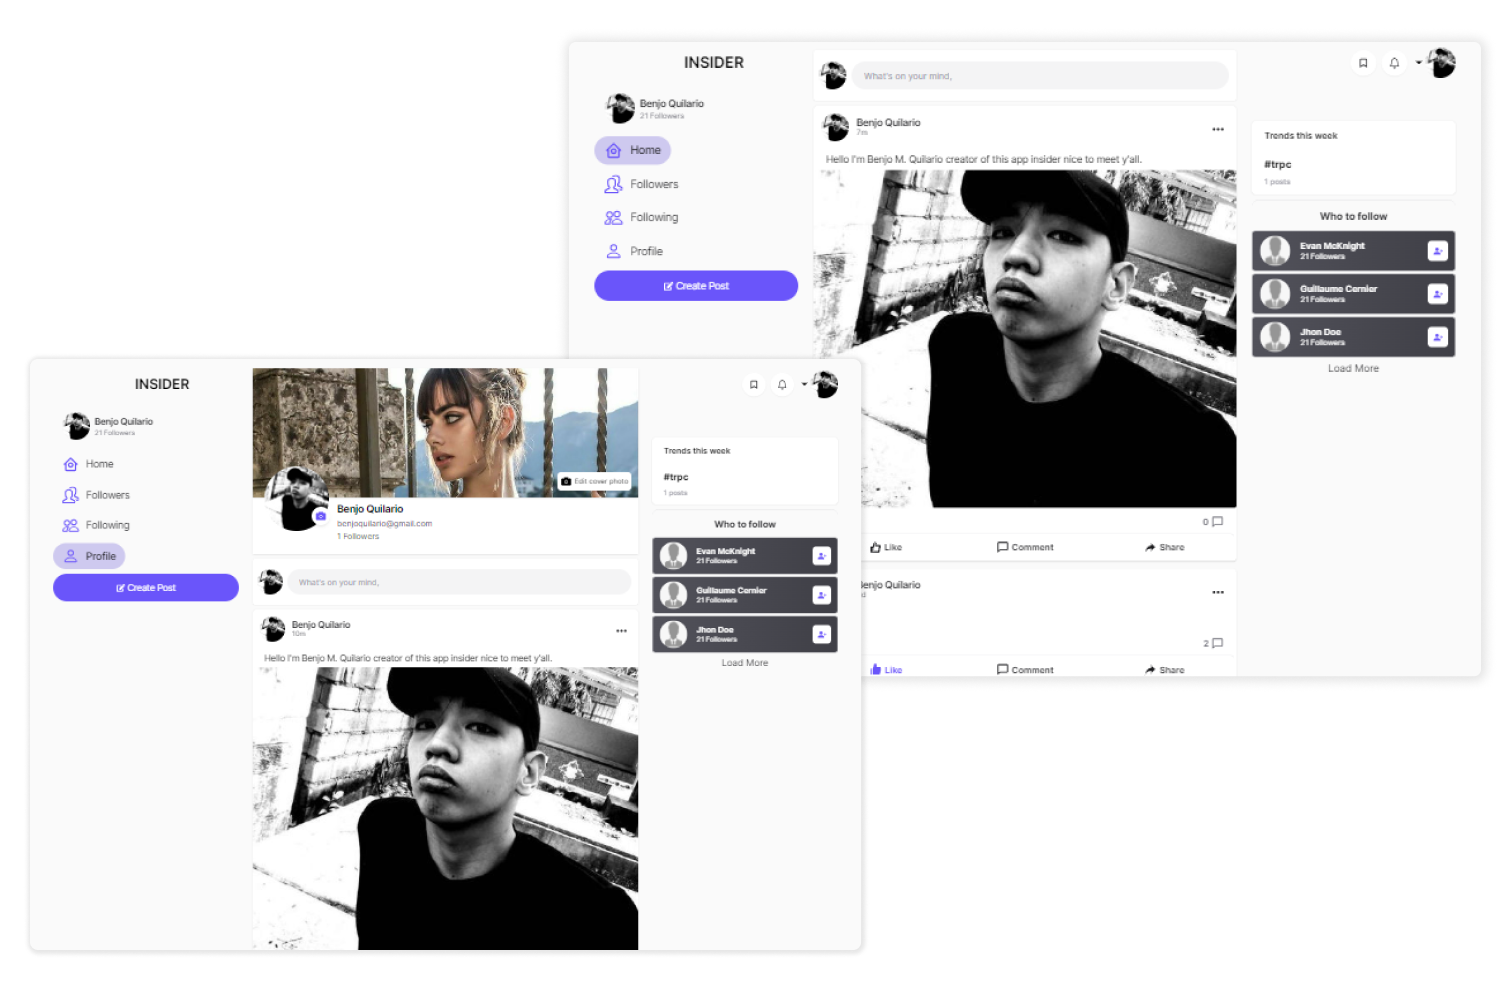 INSIDER
Benjo Quilario
21 Followers
Home
Followers
Following
Profile
Create Post
What's on your mind,
Benjo Quilario
7m
Hello I'm Benjo M. Quilario creator of this app insider nice to meet y'all.
0
Like
Comment
Share
Benjo Quilario
2
Like
Comment
Share
Trends this week
#trpc
1 posts
Who to follow
Evan McKnight
21 Followers
Guillaume Cernier
21 Followers
Jhon Doe
21 Followers
Load More
INSIDER
Benjo Quilario
21 Followers
Home
Followers
Following
Profile
Create Post
Edit cover photo
Benjo Quilario
benjoquilario@gmail.com
1 Followers
What's on your mind,
Benjo Quilario
10m
Hello I'm Benjo M. Quilario creator of this app insider nice to meet y'all.
Trends this week
#trpc
1 posts
Who to follow
Evan McKnight
21 Followers
Guillaume Cernier
21 Followers
Jhon Doe
21 Followers
Load More